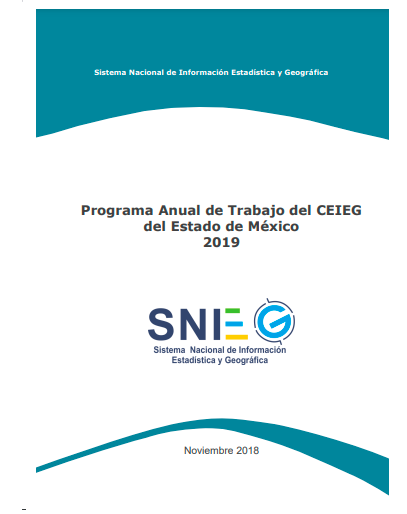 Sistema Nacional de Información Estadística y Geográfica
Programa Anual de Trabajo del CEIEG
del Estado de México
2019
SNIEG
Sistema Nacional de Información
Estadística y Geográfica
Noviembre 2018